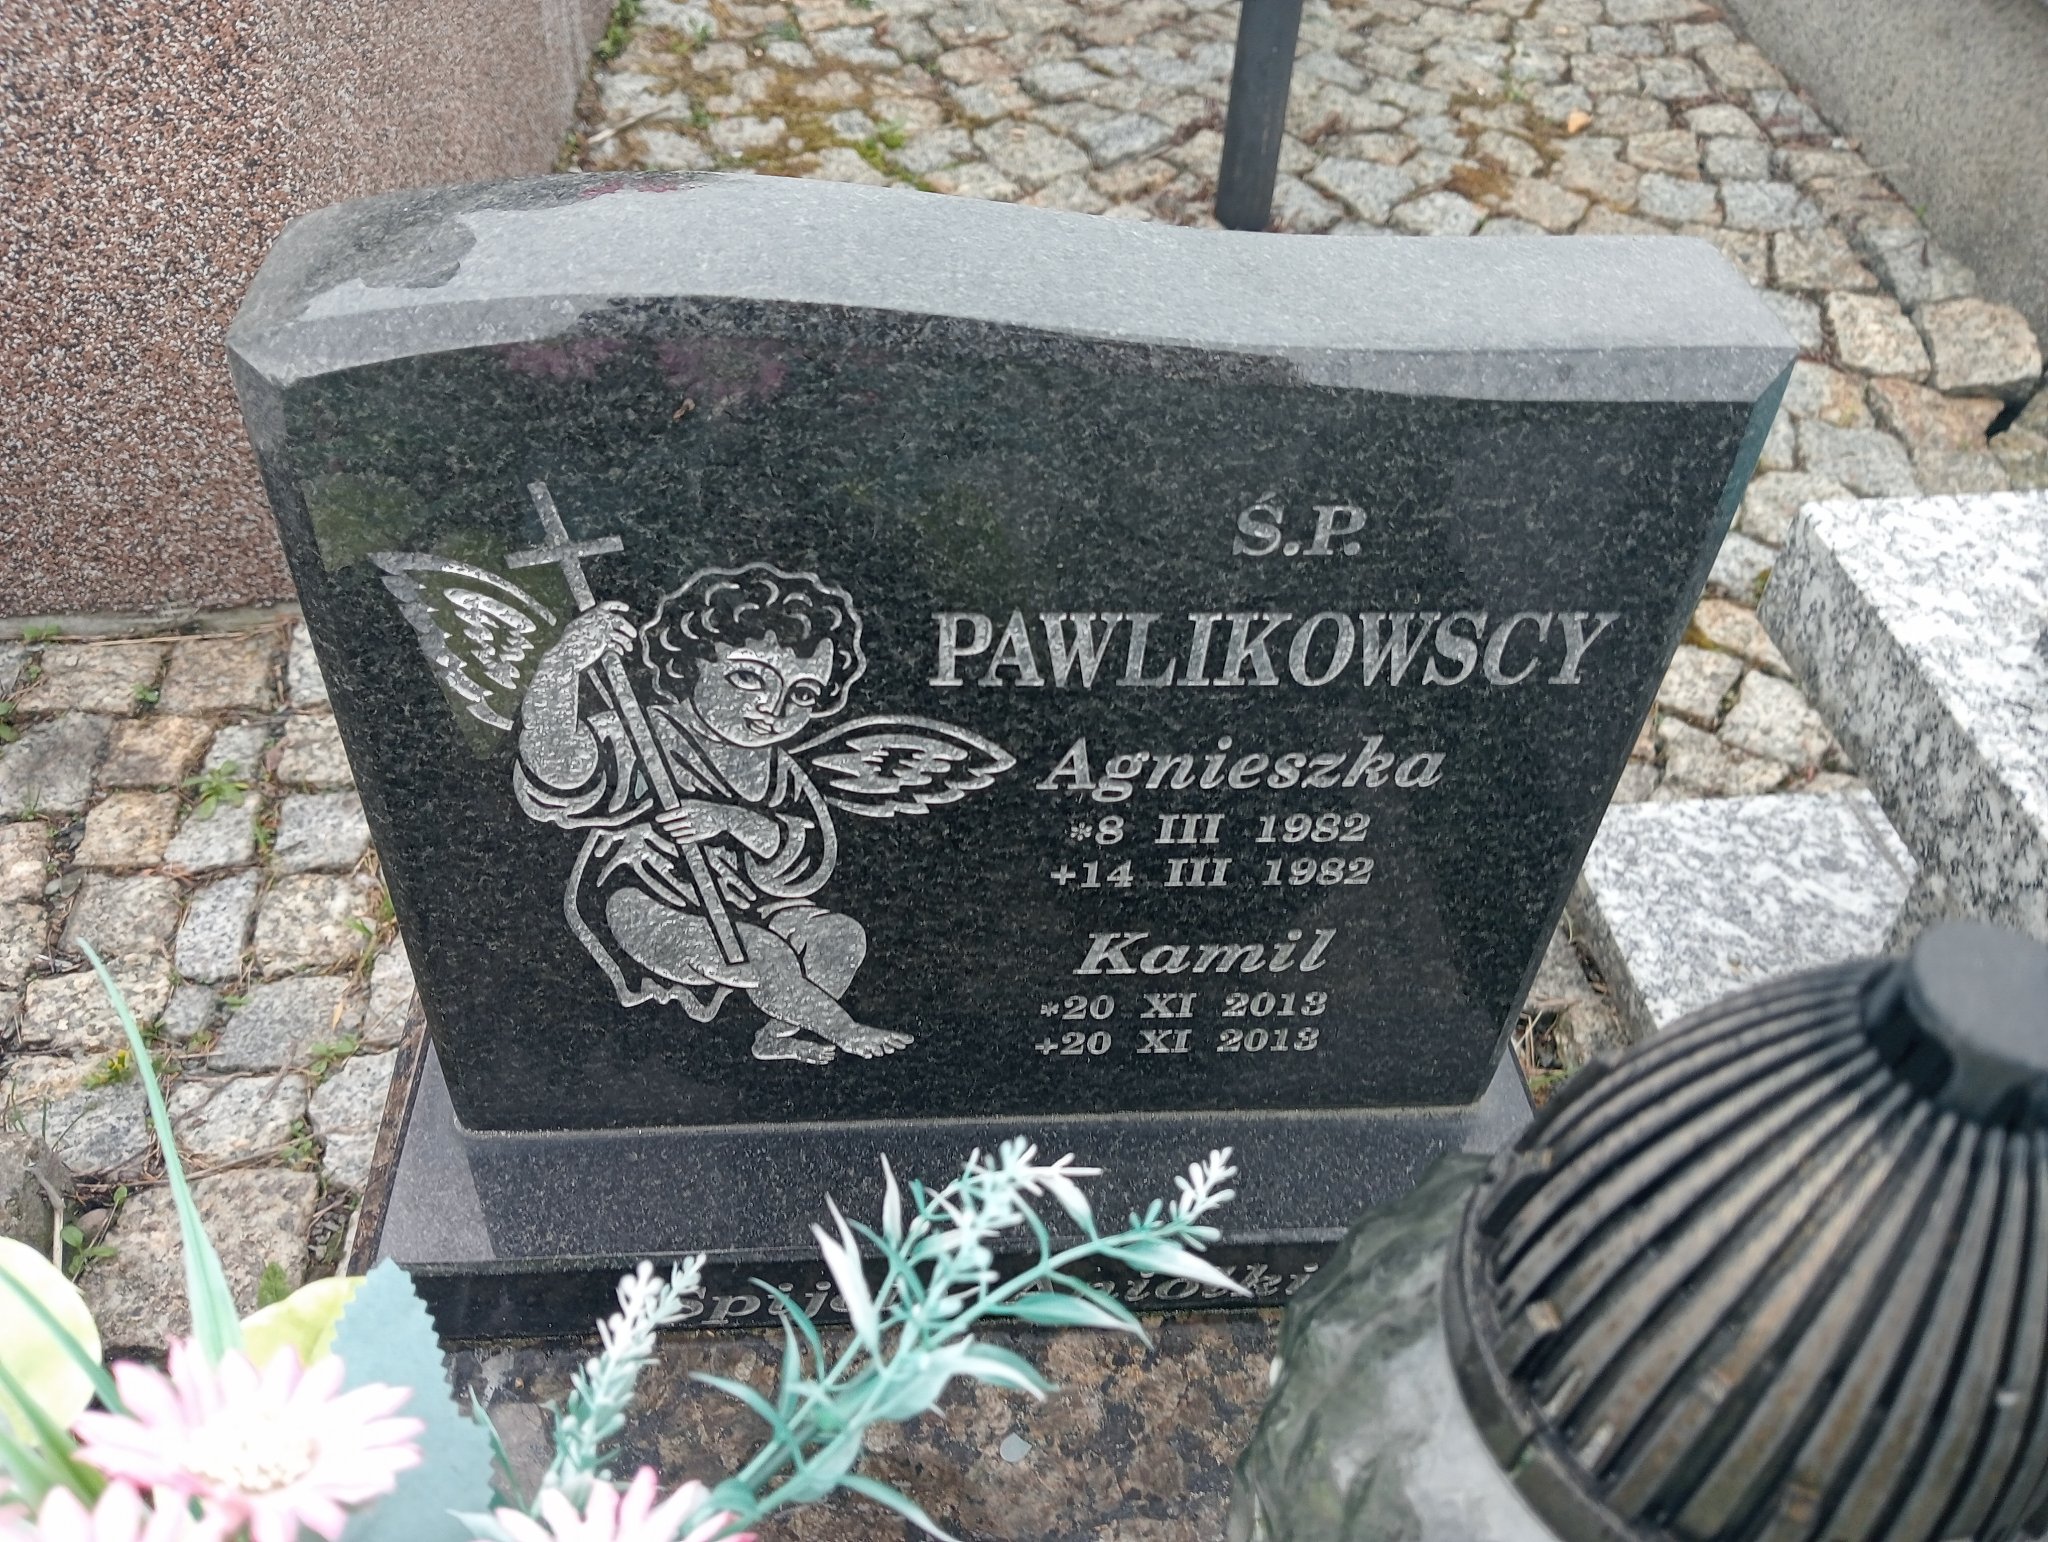 Ś.P.
PAWLIKOWSCY
Agnieszka
*8 III 1982
+14 III 1982
Kamil
*20 XI 2013
+20 XI 2013